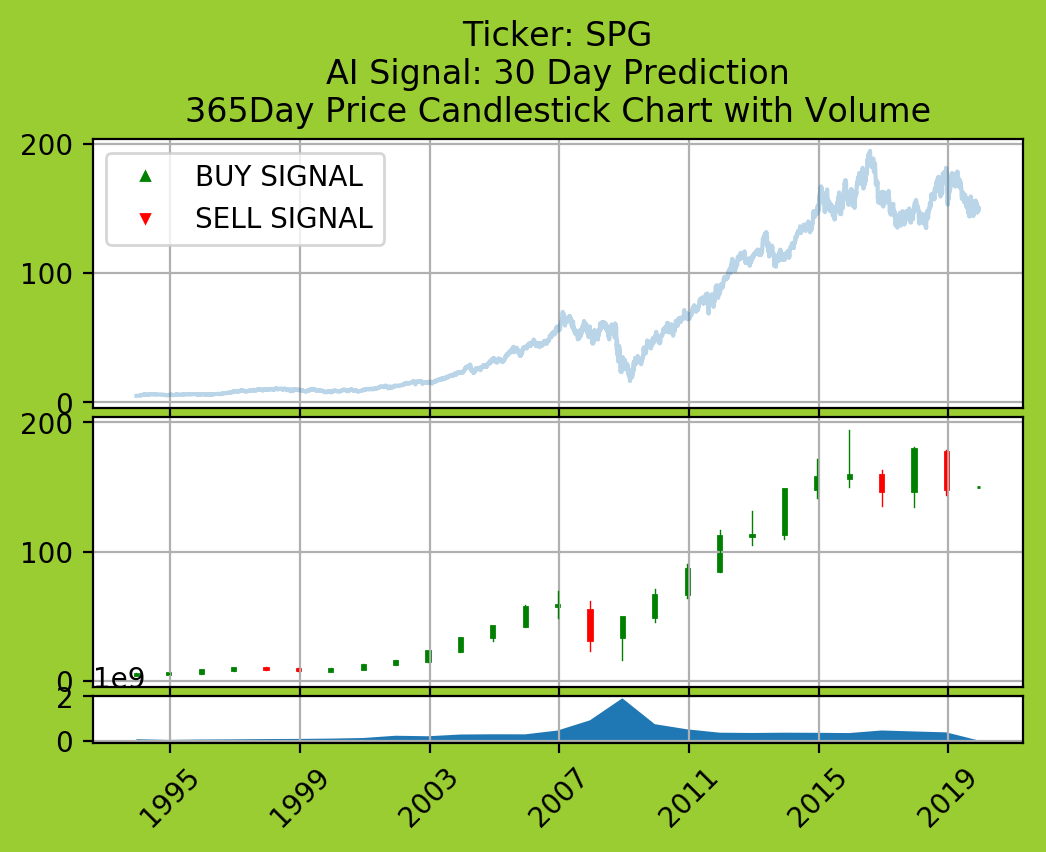 Ticker: SPG
AI Signal: 30 Day Prediction
365Day Price Candlestick Chart with Volume
200
BUY SIGNAL
SELL SIGNAL
100
0
200
100
0
1e9
2
0
1995
1999
2003
2007
2011
2015
2019